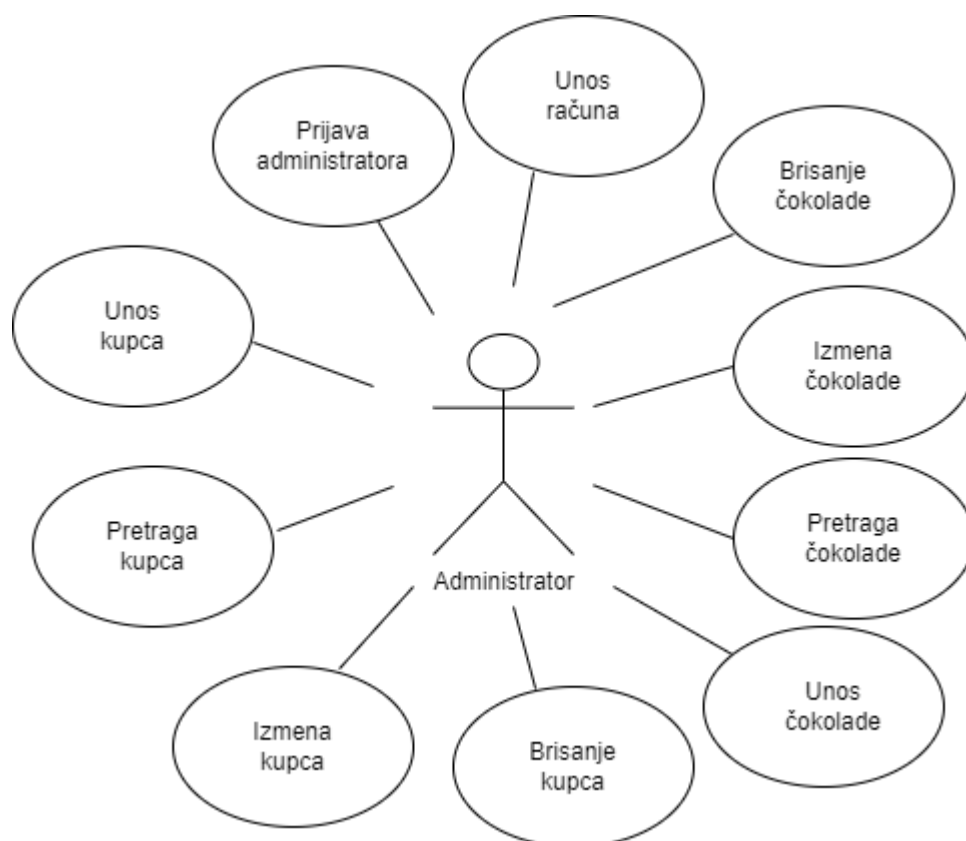 Unos
računa
Prijava
administratora
Brisanje
čokolade
Unos
kupca
Izmena
čokolade
Pretraga
kupca
Pretraga
čokolade
Administrator
Izmena
kupca
Brisanje
kupca
Unos
čokolade